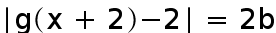 |g(x + 2)−2| = 2b